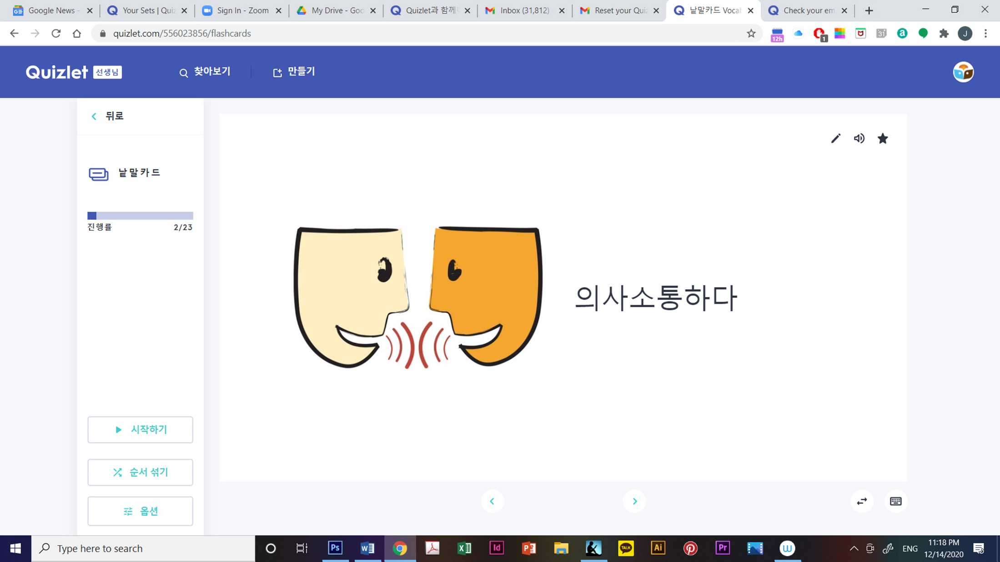 Google News -
Your Sets | Quiz
Sign In - Zoom
My Drive - Goo
Quizlet과 함께
Inbox (31,812)
Reset your Quiz
낱말카드 Vocab
Check your em
quizlet.com/556023856/flashcards
12h
1
31
a
J
Quizlet 선생님
찾아보기
만들기
뒤로
낱말카드
진행률 2/23
의사소통하다
시작하기
순서 섞기
옵션
Type here to search
Ps
W
X
Id
P
TALK
Ai
Pr
W
ENG
11:18 PM
12/14/2020